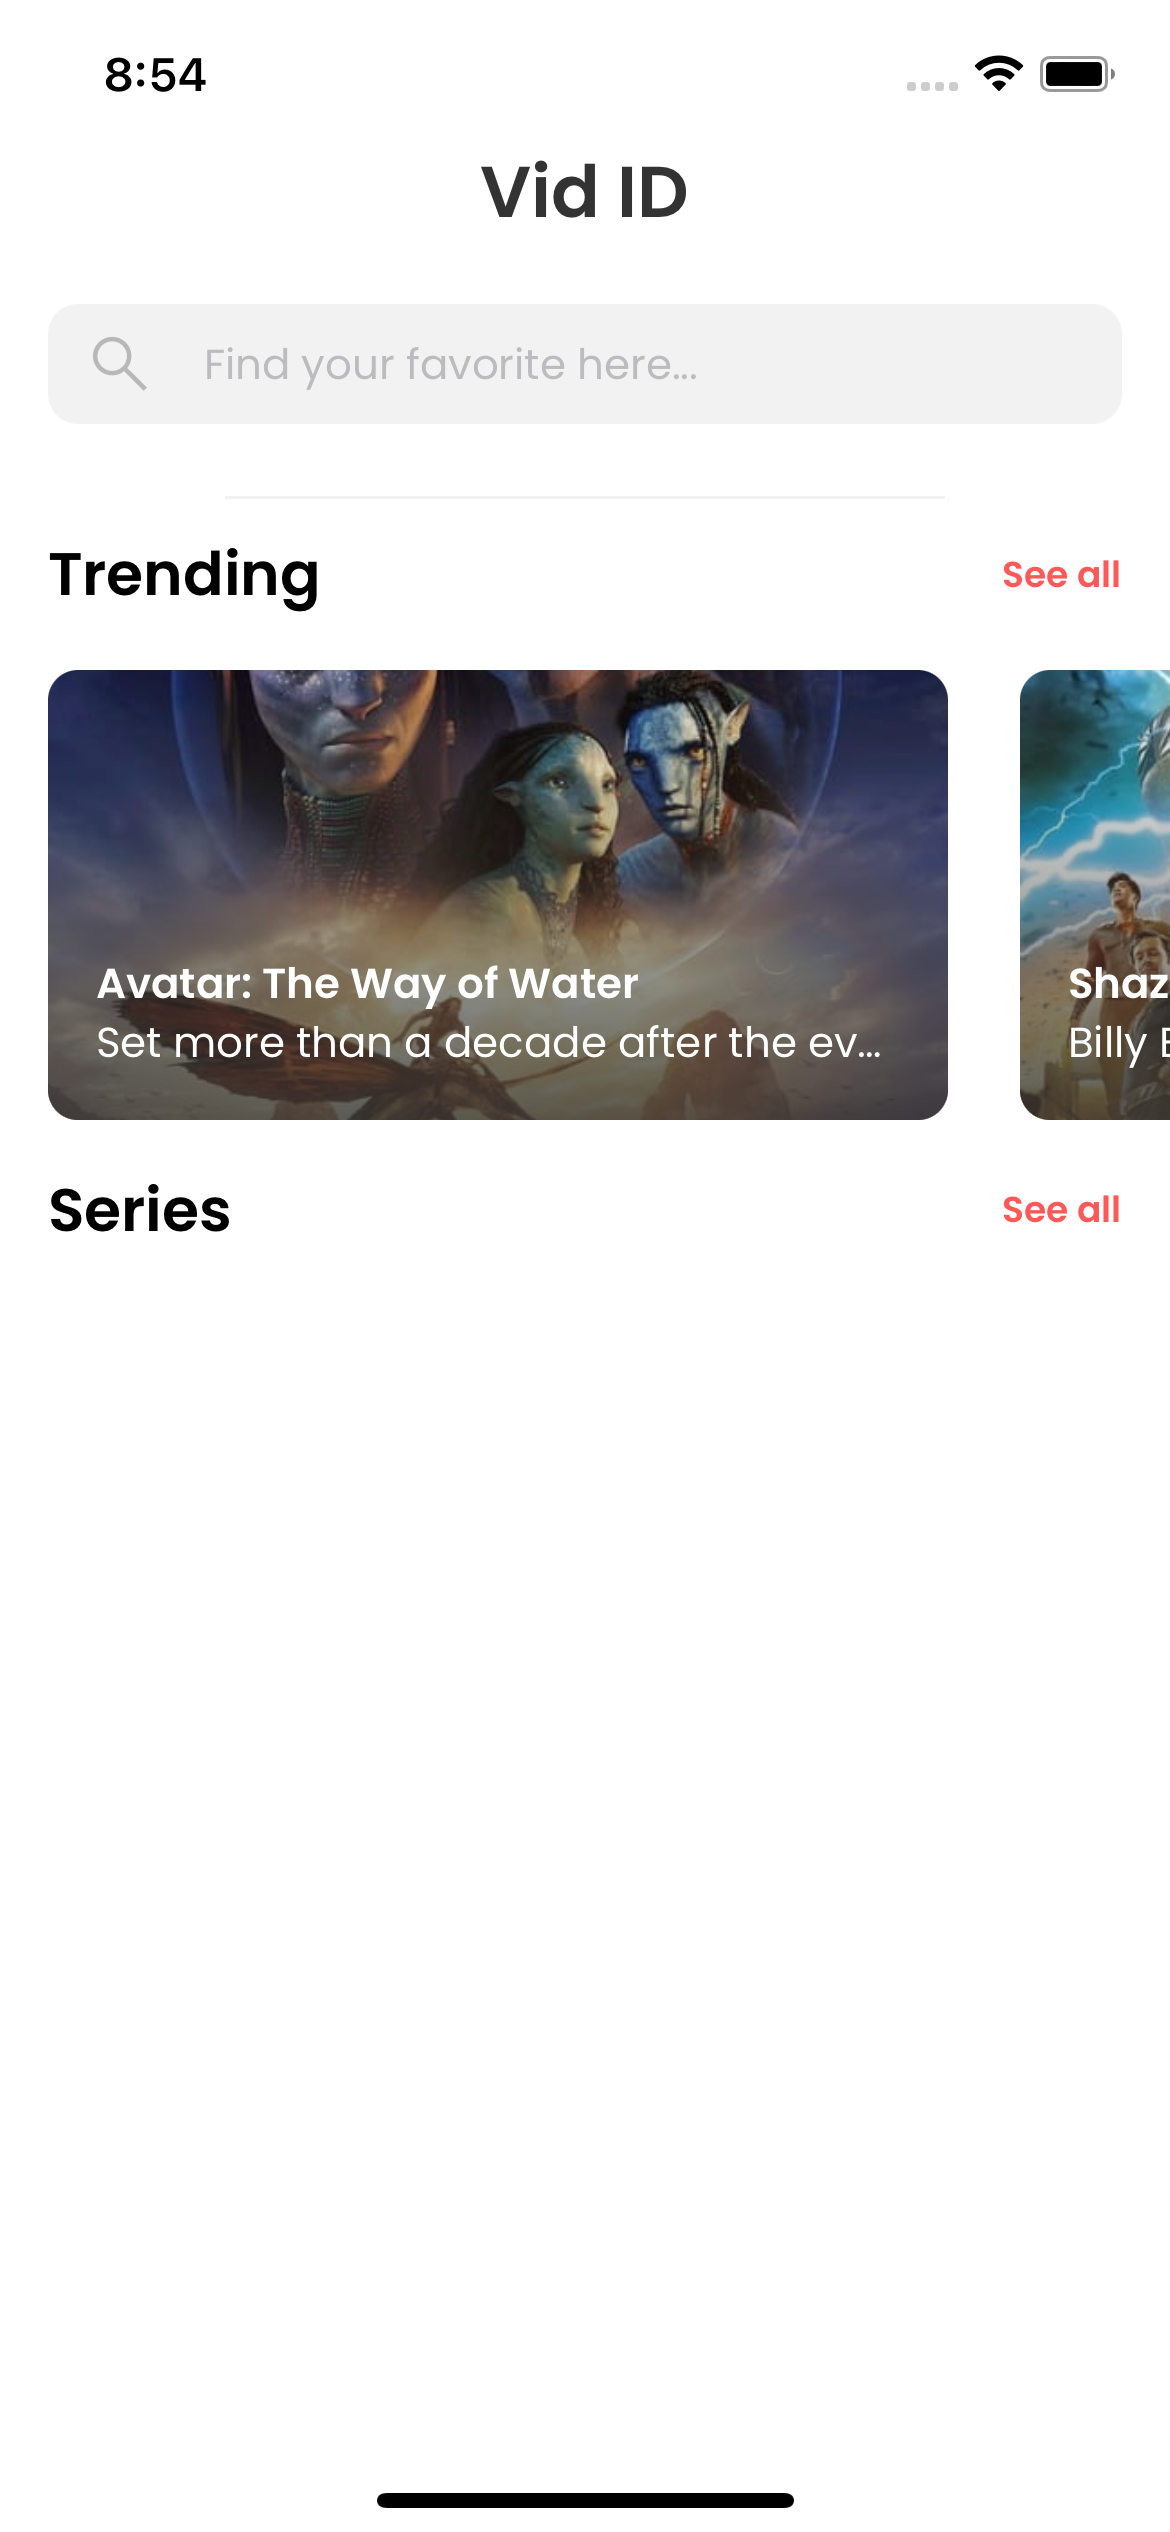 8:54
Vid ID
Find your favorite here...
Trending
See all
Avatar: The Way of Water
Set more than a decade after the ev...
Shaz
Billy
Series
See all